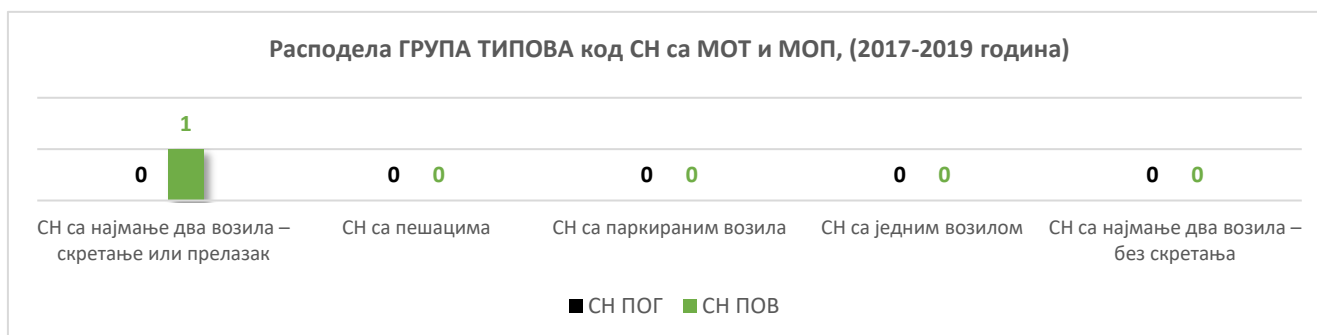 Расподела ГРУПА ТИПОВА код СН са МОТ и МОП, (2017-2019 година)
1
0
0 0
0 0
0 0
0 0
СН са најмање два возила –
скретање или прелазак
СН са пешацима
СН са паркираним возила
СН са једним возилом
СН са најмање два возила –
без скретања
СН ПОГ СН ПОВ